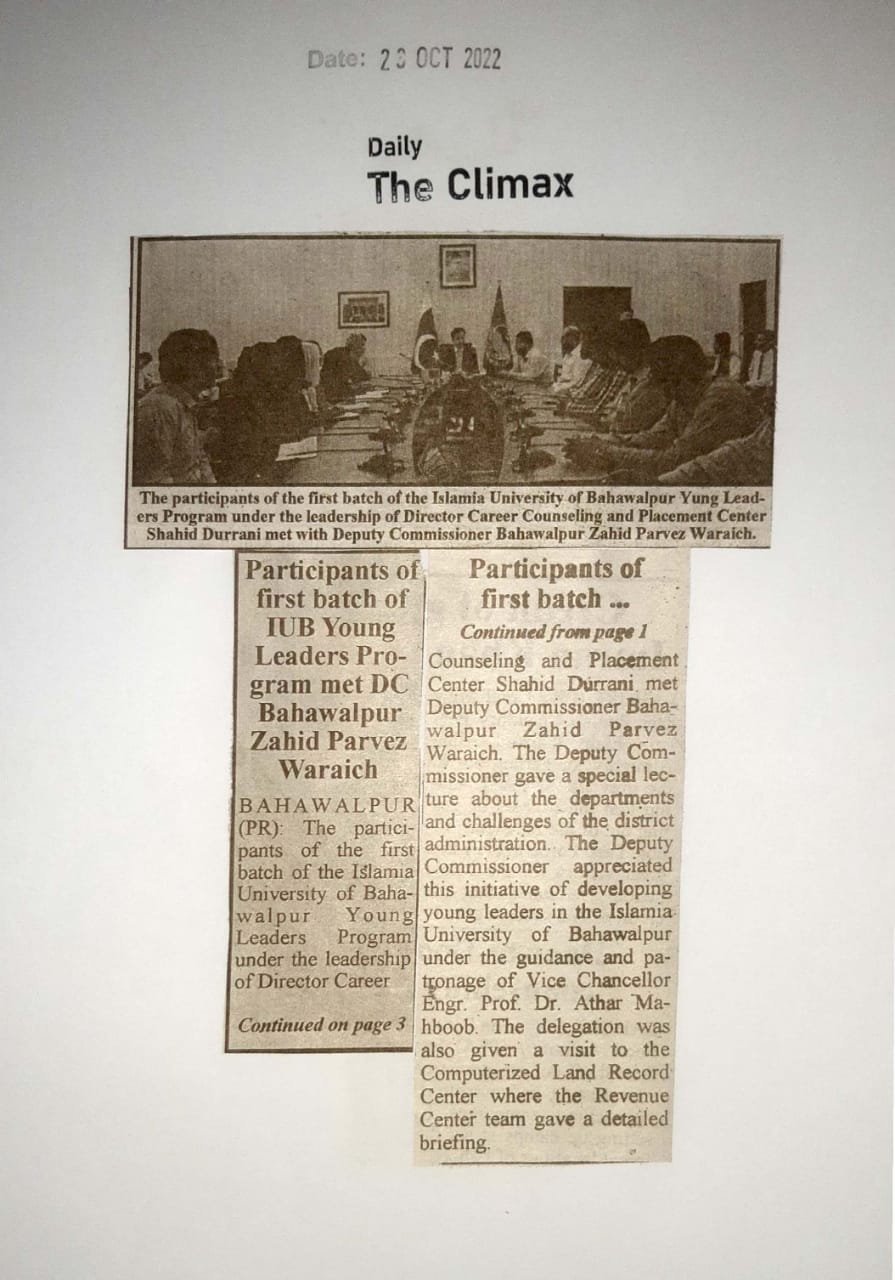 Date: 2 OCT 2022
Daily
The Climax
The participants of the first batch of the Islamia University of Bahawalpur Yung Lead-
ers Program under the leadership of Director Career Counseling and Placement Center
Shahid Durrani met with Deputy Commissioner Bahawalpur Zahid Parvez Waraich.
Participants of
first batch of
IUB Young
Leaders Pro-
gram met DC
Bahawalpur
Zahid Parvez
Waraich
BAHAWALPUR
(PR): The partici-
pants of the first
batch of the Islamia
University of Baha-
walpur Young
Leaders Program
under the leadership
of Director Career
Continued on page 3
Participants of
first batch ...
Continued from page 1
Counseling and Placement
Center Shahid Durrani met
Deputy Commissioner Baha-
walpur Zahid Parvez
Waraich. The Deputy Com-
missioner gave a special lec-
ture about the departments
and challenges of the district
administration. The Deputy
Commissioner appreciated
this initiative of developing
young leaders in the Islamia
University of Bahawalpur
under the guidance and pa-
tronage of Vice Chancellor
Engr. Prof. Dr. Athar Ma-
hboob. The delegation was
also given a visit to the
Computerized Land Record
Center where the Revenue
Center team gave a detailed
briefing.